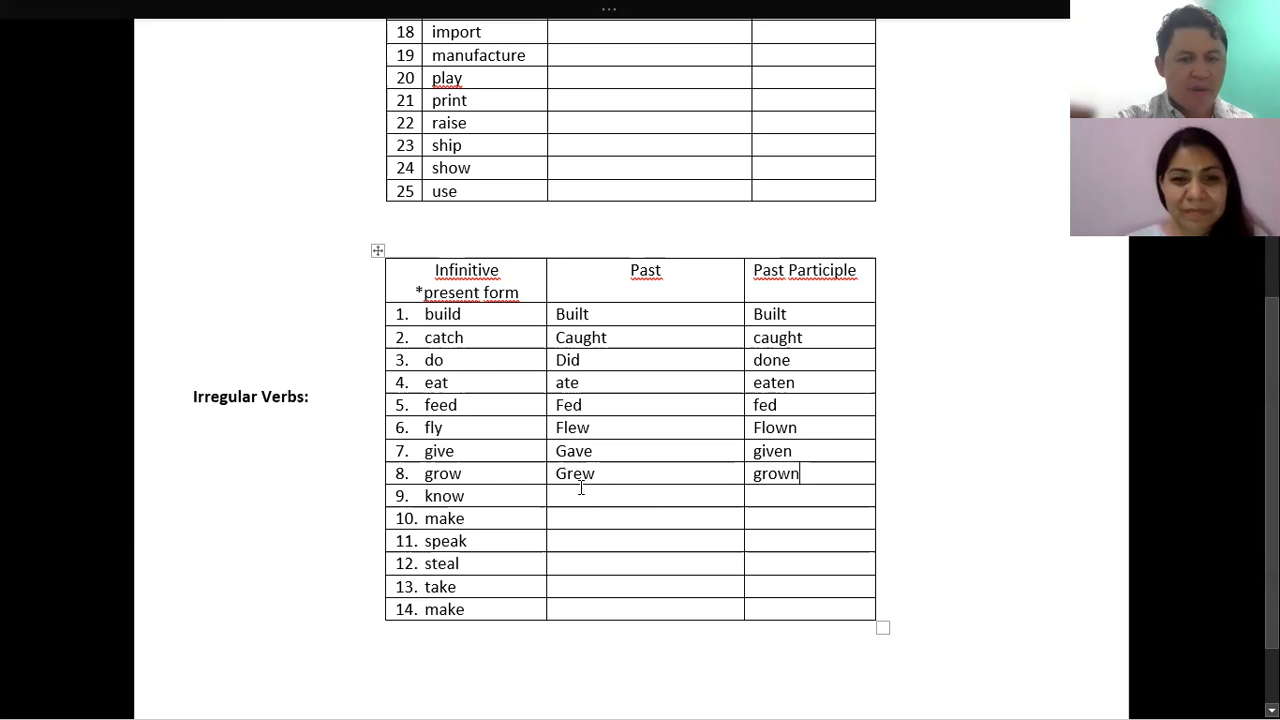 18 import
19 manufacture
20 play
21 print
22 raise
23 ship
24 show
25 use
Infinitive Past Past Participle
*present form
1. build Built Built
2. catch Caught caught
3. do Did done
4. eat ate eaten
Irregular Verbs:
5. feed Fed fed
6. fly Flew Flown
7. give Gave given
8. grow Grew grown
9. know
10. make
11. speak
12. steal
13. take
14. make